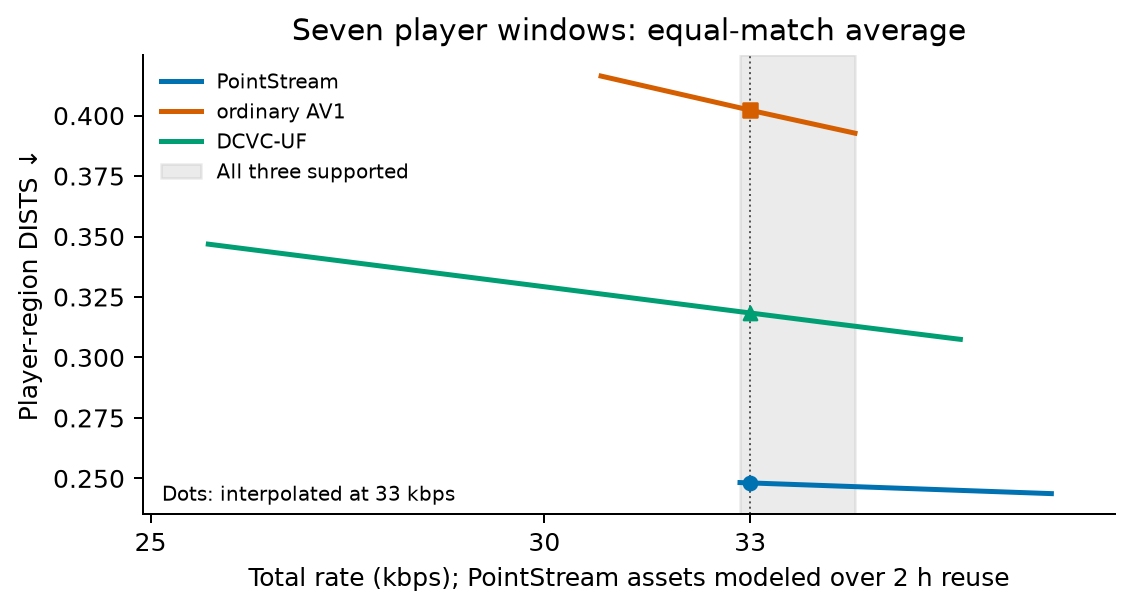 Seven player windows: equal-match average
PointStream
ordinary AV1
DCVC-UF
All three supported
0.400
0.375
0.350
0.325
0.300
0.275
0.250
Player-region DISTS ↓
Dots: interpolated at 33 kbps
25
30
33
Total rate (kbps); PointStream assets modeled over 2 h reuse